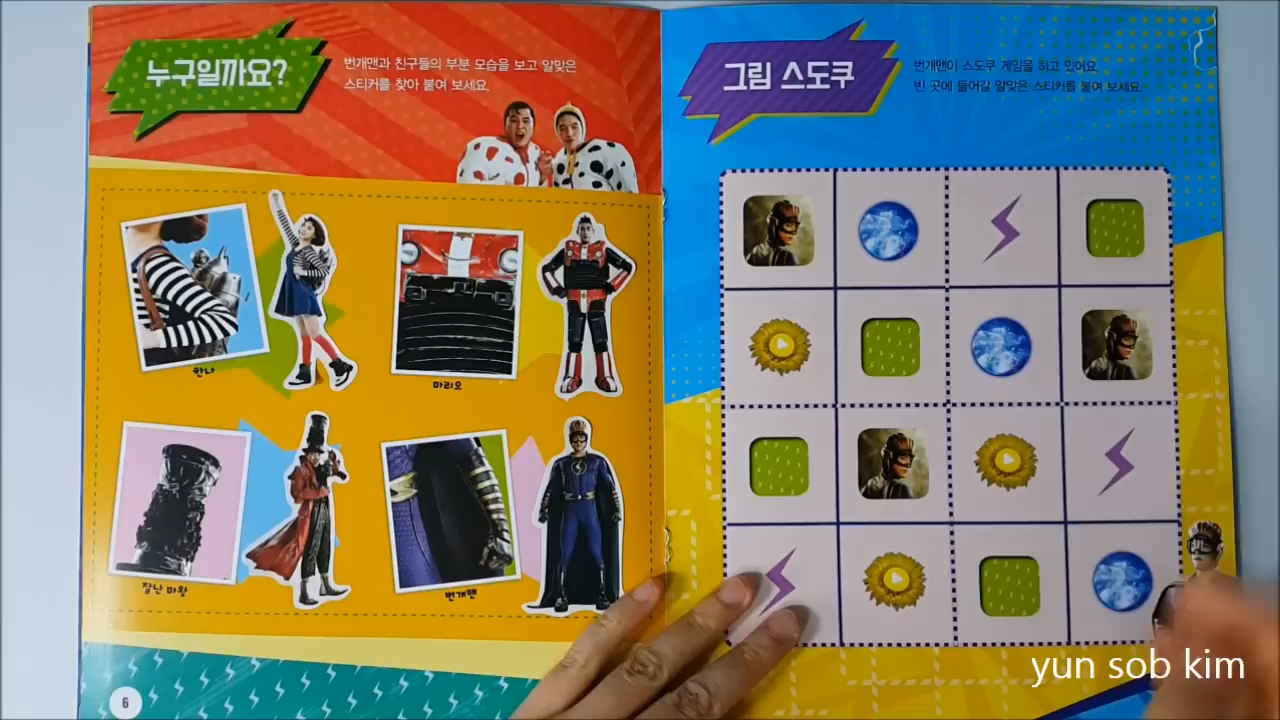 누구일까요?
번개맨과 친구들의 부분 모습을 보고 알맞은
스티커를 찾아 붙여 보세요.
한나
마리오
잘난 마왕
번개맨
6
그림 스도쿠
번개맨이 스도쿠 게임을 하고 있어요.
빈 곳에 들어갈 알맞은 스티커를 붙여 보세요.
yun sob kim